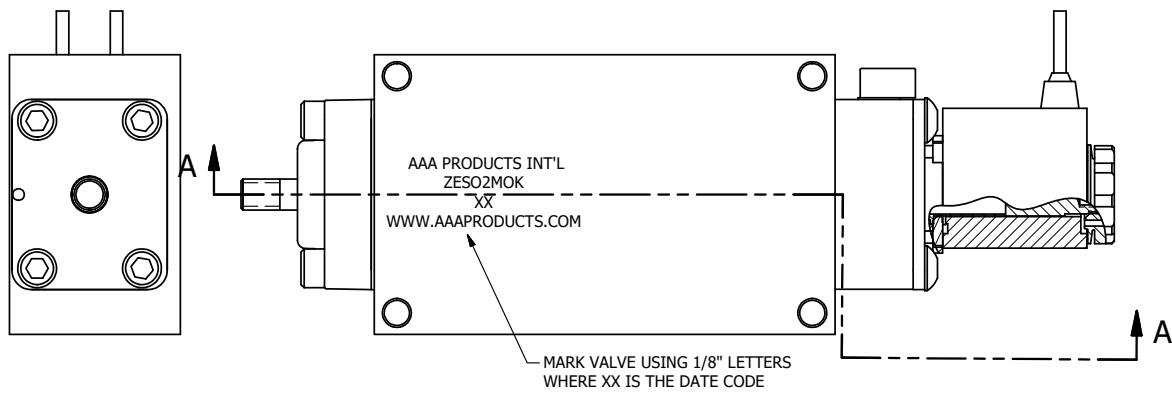 A
AAA PRODUCTS INT'L
ZESO2MOK
XX
WWW.AAAPRODUCTS.COM
A
MARK VALVE USING 1/8" LETTERS
WHERE XX IS THE DATE CODE